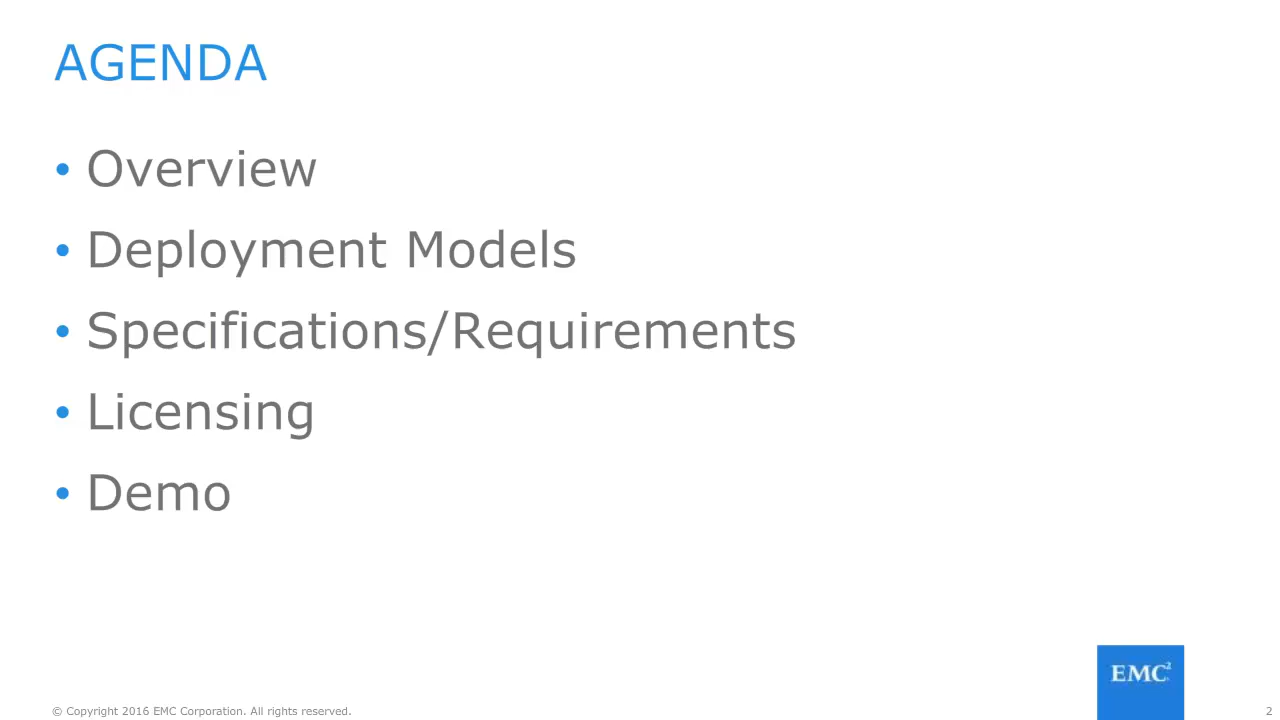 AGENDA
• Overview
• Deployment Models
• Specifications/Requirements
• Licensing
• Demo
EMC²
© Copyright 2016 EMC Corporation. All rights reserved.
2